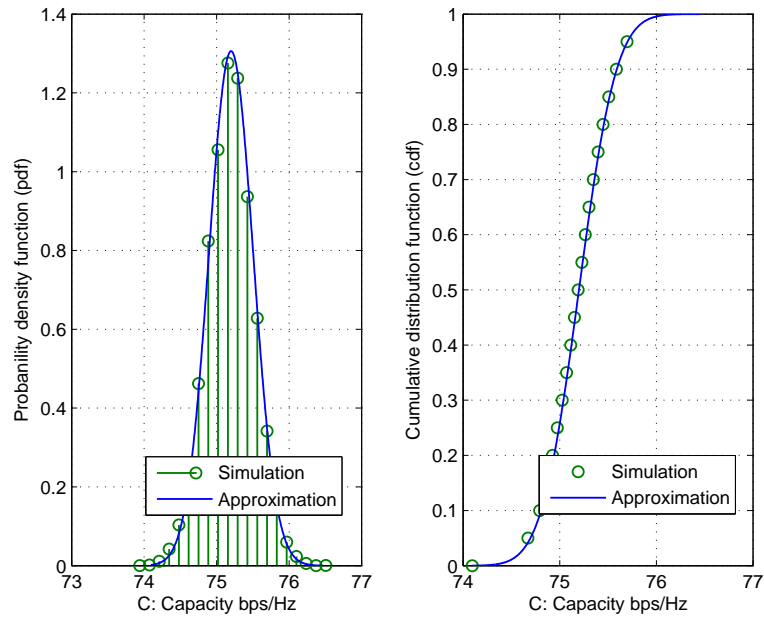 1.4
1.2
1
0.8
0.6
0.4
0.2
0
Probanility density function (pdf)
Simulation
Approximation
73 74 75 76 77
C: Capacity bps/Hz
1
0.9
0.8
0.7
0.6
0.5
0.4
0.3
0.2
0.1
0
Cumulative distribution function (cdf)
Simulation
Approximation
74 75 76 77
C: Capacity bps/Hz